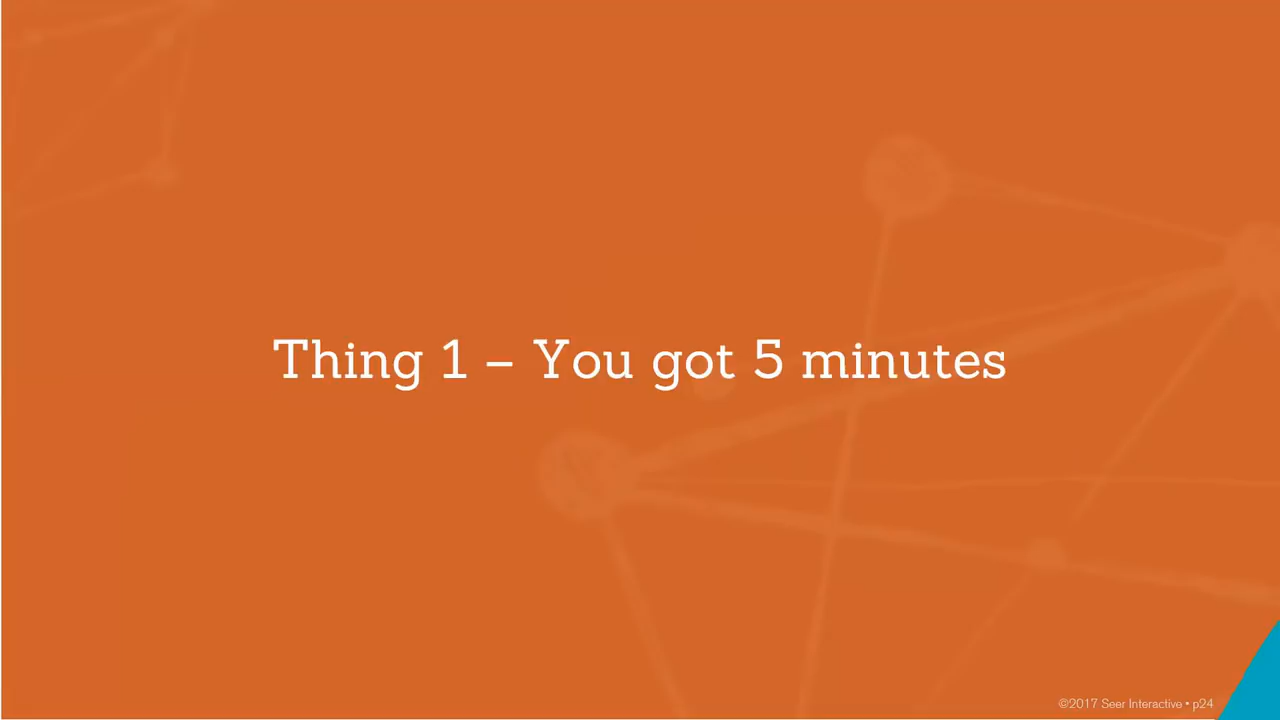 Thing 1 – You got 5 minutes
©2017 Seer Interactive • p24